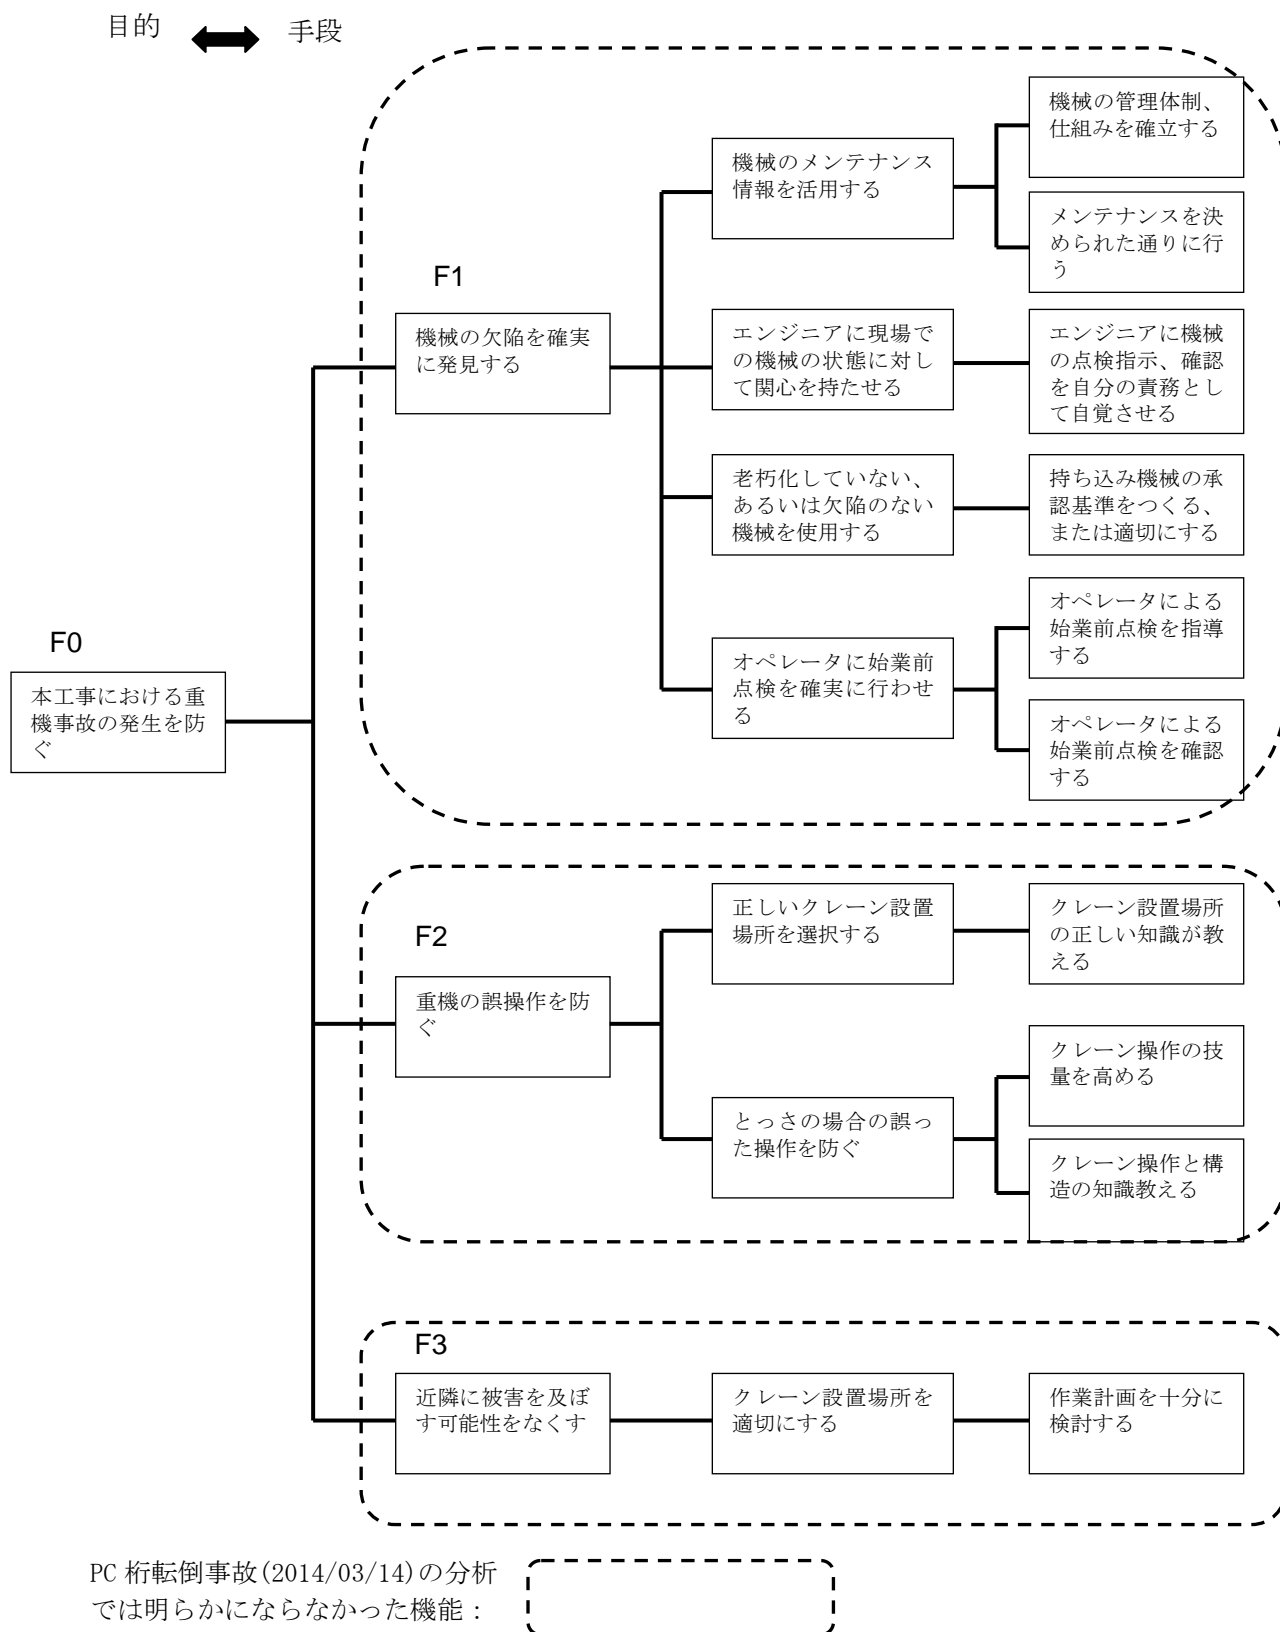 目的 手段
機械の管理体制、
仕組みを確立する
機械のメンテナンス
情報を活用する
メンテナンスを決
められた通りに行
う
F1
機械の欠陥を確実
に発見する
エンジニアに現場で
の機械の状態に対し
て関心を持たせる
エンジニアに機械
の点検指示、確認
を自分の責務とし
て自覚させる
老朽化していない、
あるいは欠陥のない
機械を使用する
持ち込み機械の承
認基準をつくる、
または適切にする
オペレータによる
始業前点検を指導
する
F0
本工事における重
機事故の発生を防
ぐ
オペレータに始業前
点検を確実に行わせ
る
オペレータによる
始業前点検を確認
する
F2
重機の誤操作を防
ぐ
正しいクレーン設置
場所を選択する
クレーン設置場所
の正しい知識が教
える
クレーン操作の技
量を高める
とっさの場合の誤っ
た操作を防ぐ
クレーン操作と構
造の知識教える
F3
近隣に被害を及ぼ
す可能性をなくす
クレーン設置場所を
適切にする
作業計画を十分に
検討する
PC 桁転倒事故(2014/03/14)の分析
では明らかにならなかった機能：